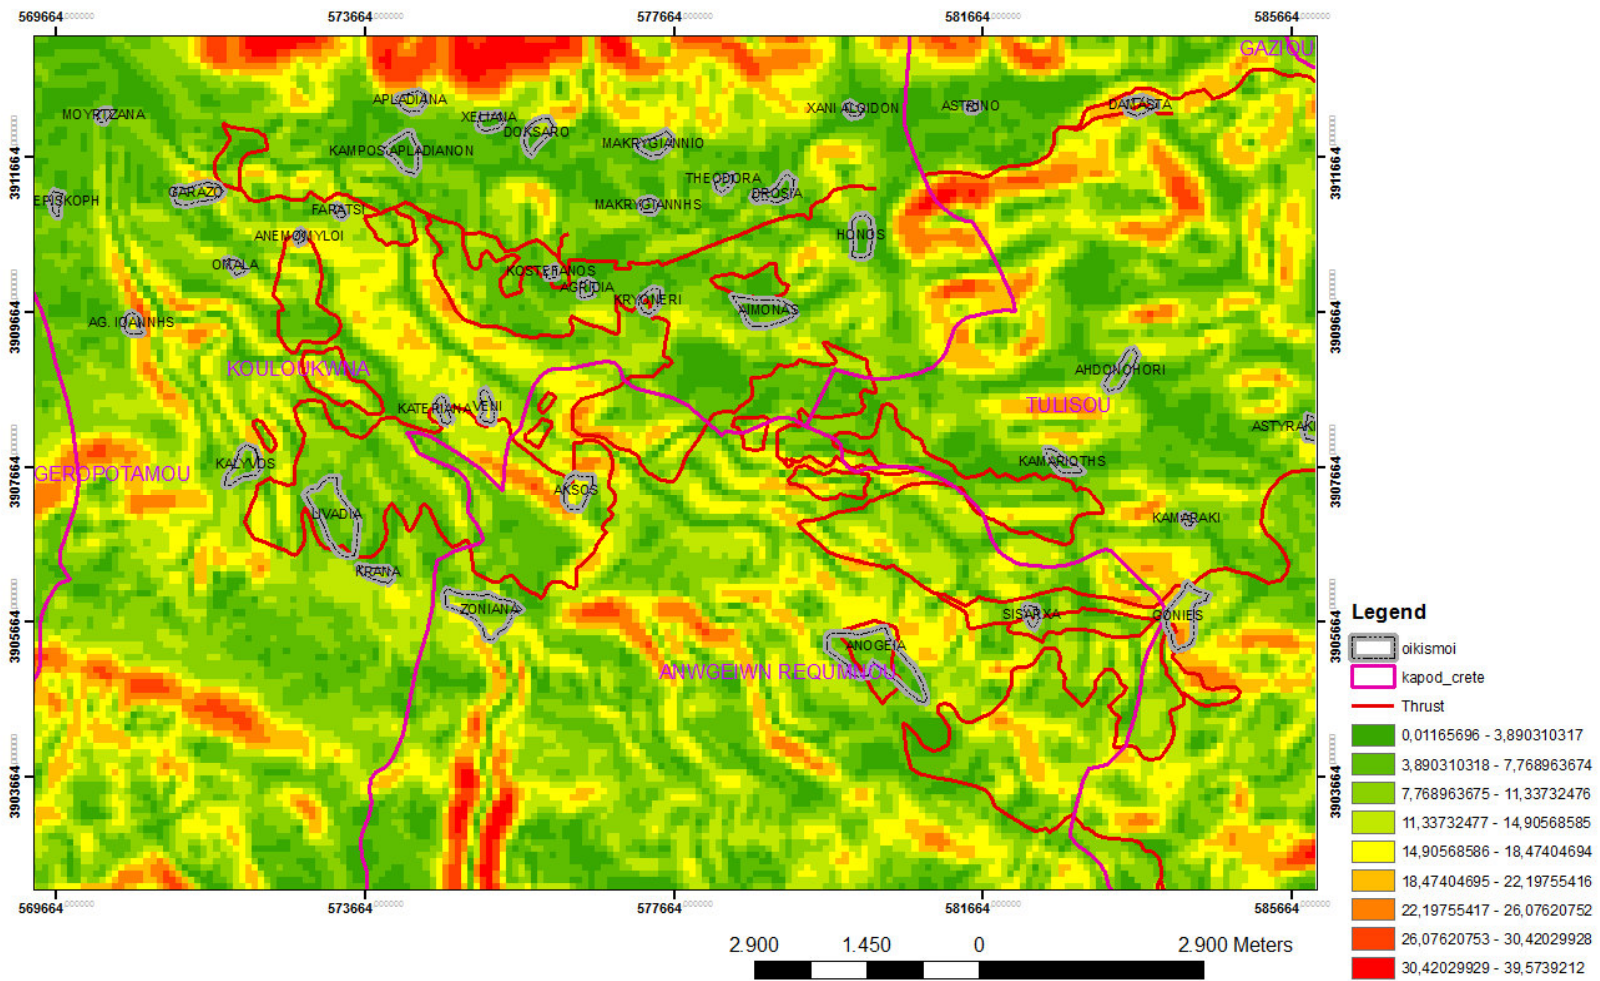 569664 573664 577664 581664 585664
GAZIOU
APLADIANA
MOYRTZANA
XELIANA
XANI ALOIDON
ASTRINO
DAMASTA
DOKSARO
MAKRYGIANNIO
KAMPOS APLADIANON
3911664
3911664
THEODORA
GARAZO
DROSIA
EPISKOPH
FARATSI
MAKRYGIANNHS
ANEMOMYLOI
HONOS
OMALA
KOSTEFANOS
AGRIDIA
KRYONERI
AIMONAS
3909664
3909664
AG. IOANNHS
KOULOUKWNA
AHDONOHORI
TULISOU
KATERIANA
VENI
ASTYRAKI
KALYVOS
KAMARIOTHS
GEROPOTAMOU
3907664
3907664
AKSOS
LIVADIA
KAMARAKI
KRANA
ZONIANA
SISARXA
GONIES
3905664
3905664
ANOGEIA
ANWGEIWN REQUMNOU
3903664
3903664
569664 573664 577664 581664 585664
2.900 1.450 0 2.900 Meters
Legend
oikismoi
kapod_crete
Thrust
0,01165696 - 3,890310317
3,890310318 - 7,768963674
7,768963675 - 11,33732476
11,33732477 - 14,90568585
14,90568586 - 18,47404694
18,47404695 - 22,19755416
22,19755417 - 26,07620752
26,07620753 - 30,42029928
30,42029929 - 39,5739212